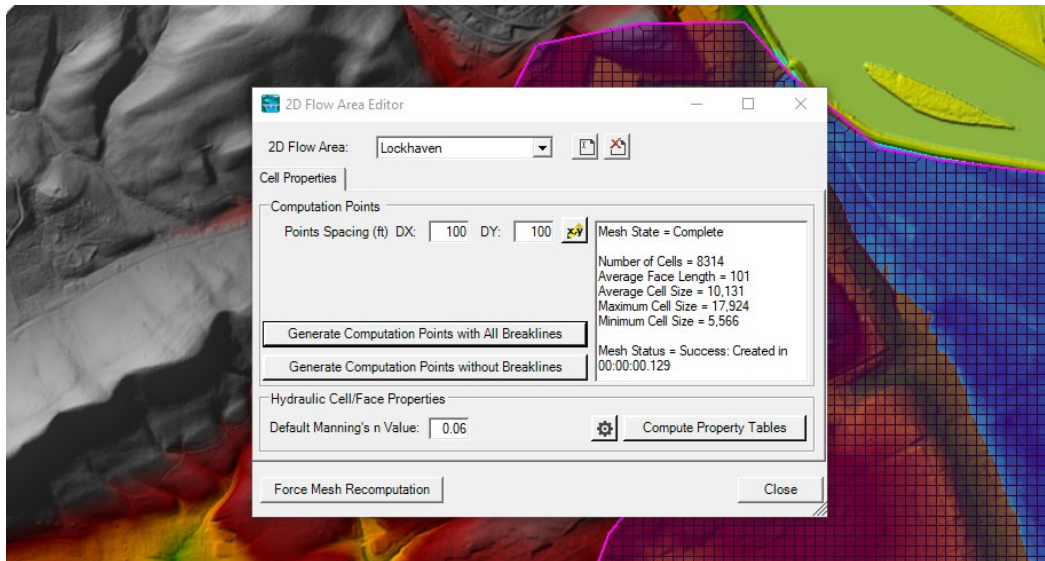 2D Flow Area Editor
2D Flow Area: Lockhaven
Cell Properties
Computation Points
Points Spacing (ft) DX: 100 DY: 100
Mesh State = Complete
Number of Cells = 8314
Average Face Length = 101
Average Cell Size = 10,131
Maximum Cell Size = 17,924
Minimum Cell Size = 5,566
Mesh Status = Success: Created in
00:00:00.129
Generate Computation Points with All Breaklines
Generate Computation Points without Breaklines
Hydraulic Cell/Face Properties
Default Manning's n Value: 0.06
Compute Property Tables
Force Mesh Recomputation
Close